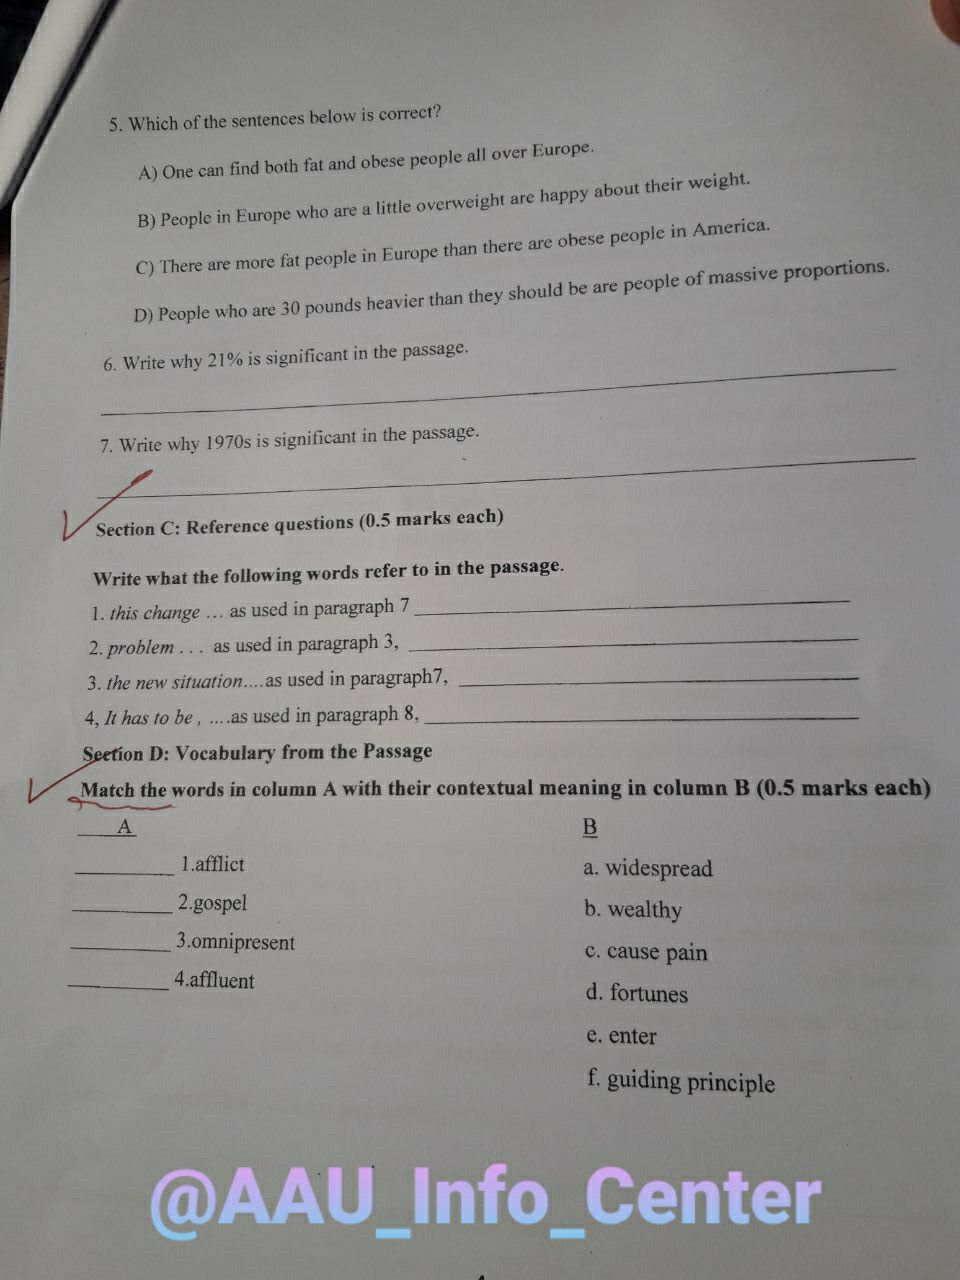 5. Which of the sentences below is correct?
A) One can find both fat and obese people all over Europe.
B) People in Europe who are a little overweight are happy about their weight.
C) There are more fat people in Europe than there are obese people in America.
D) People who are 30 pounds heavier than they should be are people of massive proportions.
6. Write why 21% is significant in the passage.
7. Write why 1970s is significant in the passage.
Section C: Reference questions (0.5 marks each)
Write what the following words refer to in the passage.
1. this change ... as used in paragraph 7
2. problem . . . as used in paragraph 3,
3. the new situation....as used in paragraph7,
4, It has to be , ....as used in paragraph 8,
Section D: Vocabulary from the Passage
Match the words in column A with their contextual meaning in column B (0.5 marks each)
A B
1.afflict a. widespread
2.gospel b. wealthy
3.omnipresent c. cause pain
4.affluent d. fortunes
e. enter
f. guiding principle
@AAU_Info_Center